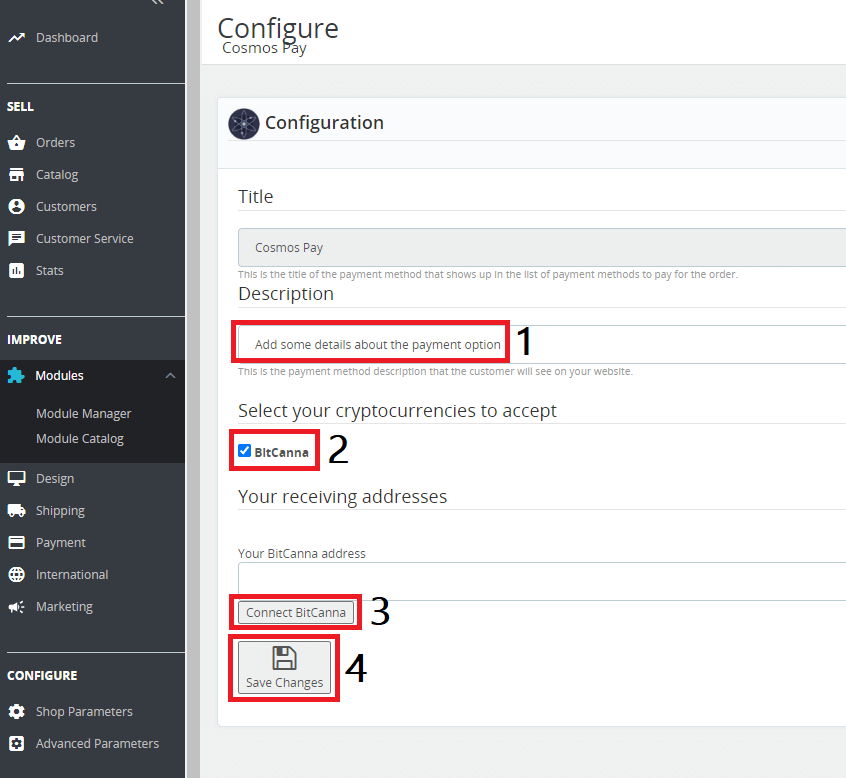 Dashboard
SELL
Orders
Catalog
Customers
Customer Service
Stats
IMPROVE
Modules
Module Manager
Module Catalog
Design
Shipping
Payment
International
Marketing
CONFIGURE
Shop Parameters
Advanced Parameters
Configure
Cosmos Pay
Configuration
Title
Cosmos Pay
This is the title of the payment method that shows up in the list of payment methods to pay for the order.
Description
Add some details about the payment option 1
This is the payment method description that the customer will see on your website.
Select your cryptocurrencies to accept
BitCanna 2
Your receiving addresses
Your BitCanna address
Connect BitCanna 3
Save Changes 4